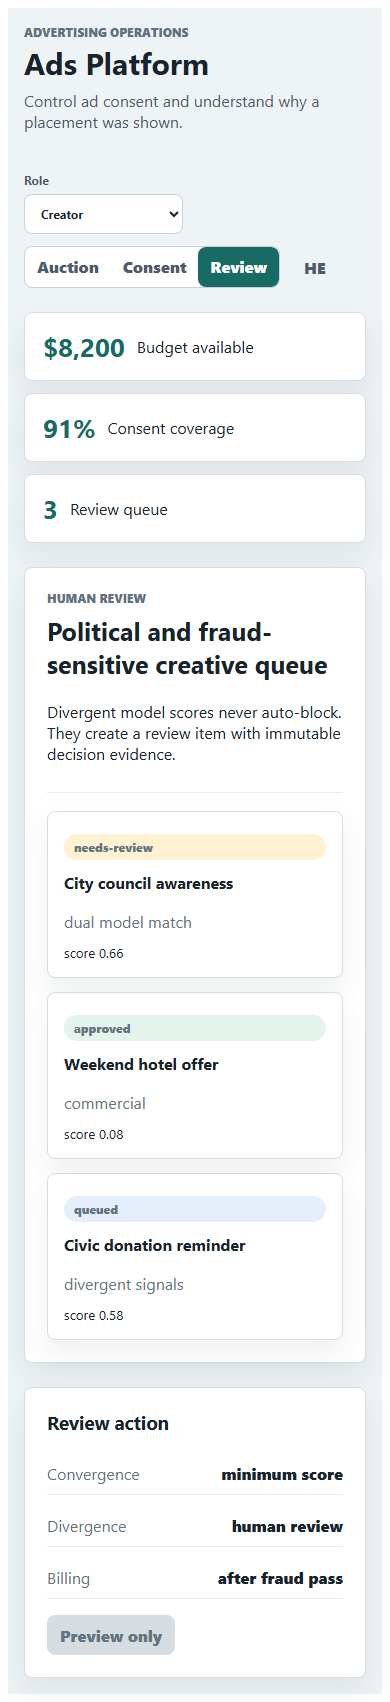 ADVERTISING OPERATIONS
Ads Platform
Control ad consent and understand why a
placement was shown.
Role
Creator
Auction Consent Review HE
$8,200 Budget available
91% Consent coverage
3 Review queue
HUMAN REVIEW
Political and fraud-
sensitive creative queue
Divergent model scores never auto-block.
They create a review item with immutable
decision evidence.
needs-review
City council awareness
dual model match
score 0.66
approved
Weekend hotel offer
commercial
score 0.08
queued
Civic donation reminder
divergent signals
score 0.58
Review action
Convergence minimum score
Divergence human review
Billing after fraud pass
Preview only